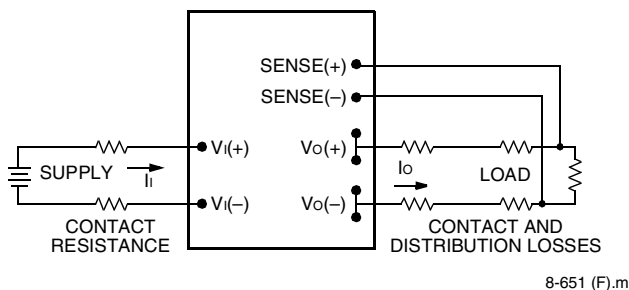 SENSE(+)
SENSE(–)
VI(+)
VO(+)
SUPPLY
II
IO
LOAD
VI(–)
VO(–)
CONTACT
RESISTANCE
CONTACT AND
DISTRIBUTION LOSSES
8-651 (F).m